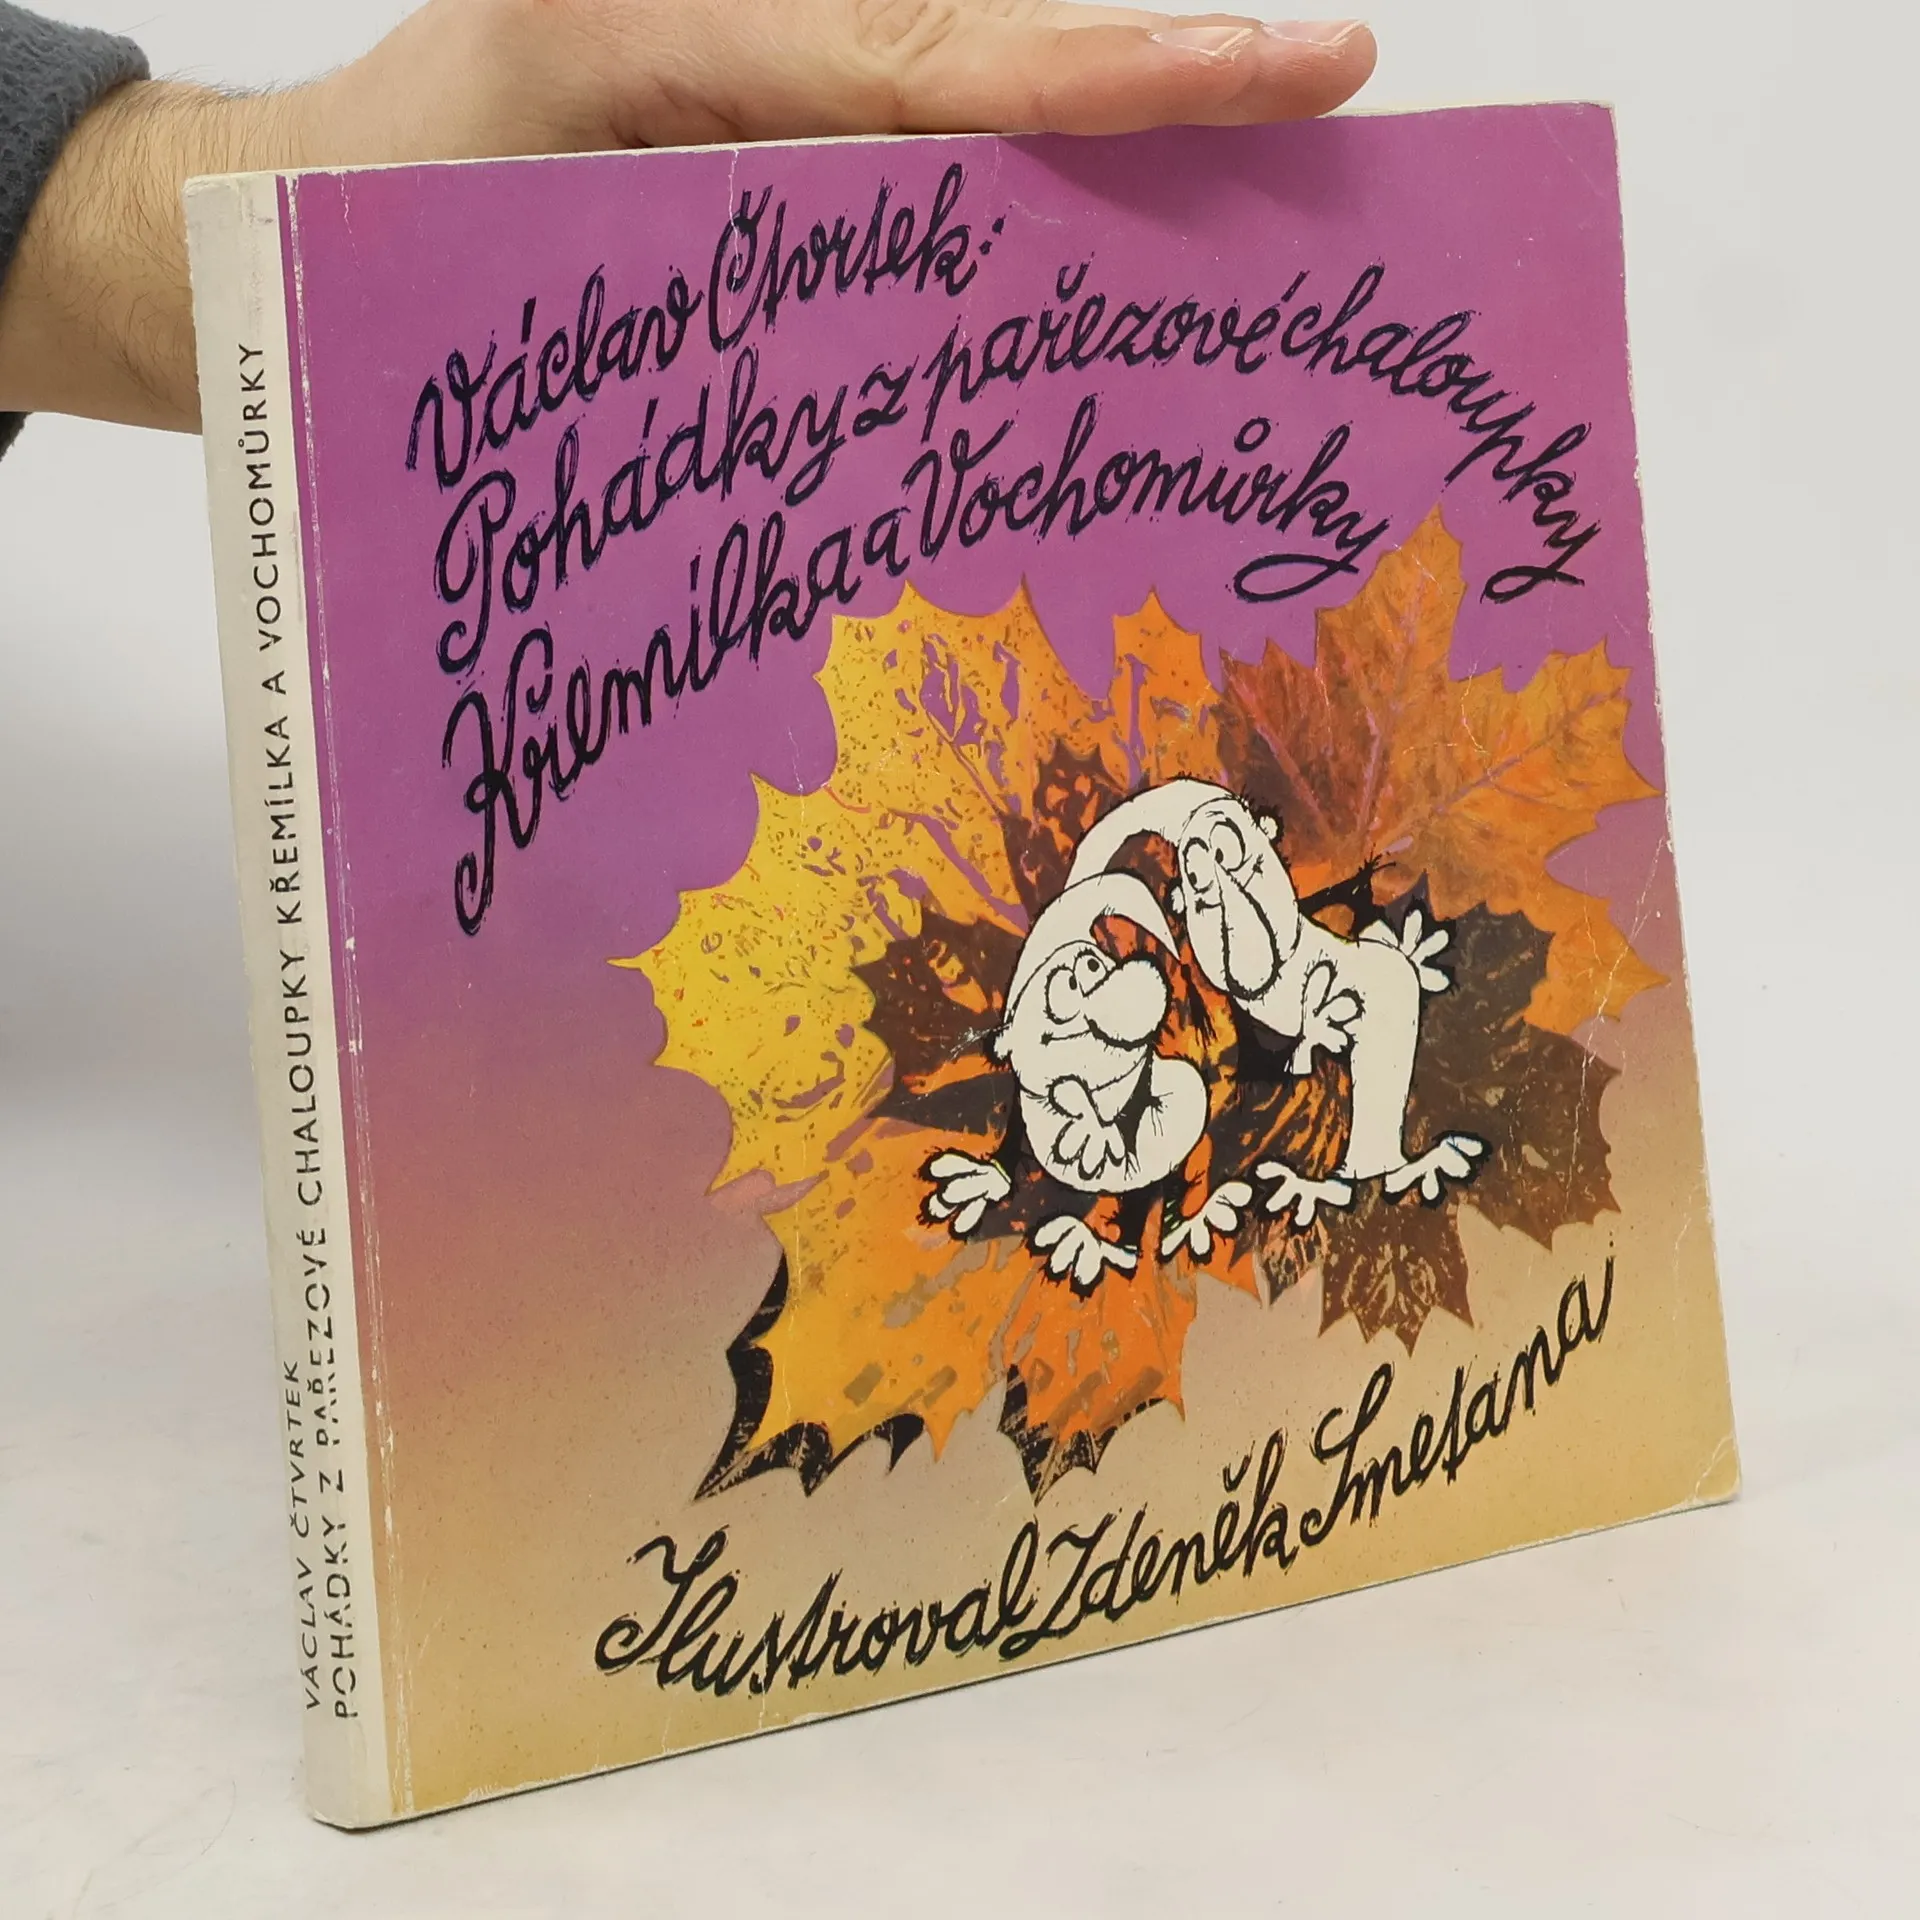 Václav Čtvrtek:
Pohádky z pařezové chaloupky
Křemílka a Vochomůrky
Ilustroval Zdeněk Smetana
VÁCLAV ČTVRTEK
POHÁDKY Z PAŘEZOVÉ CHALOUPKY KŘEMÍLKA A VOCHOMŮRKY